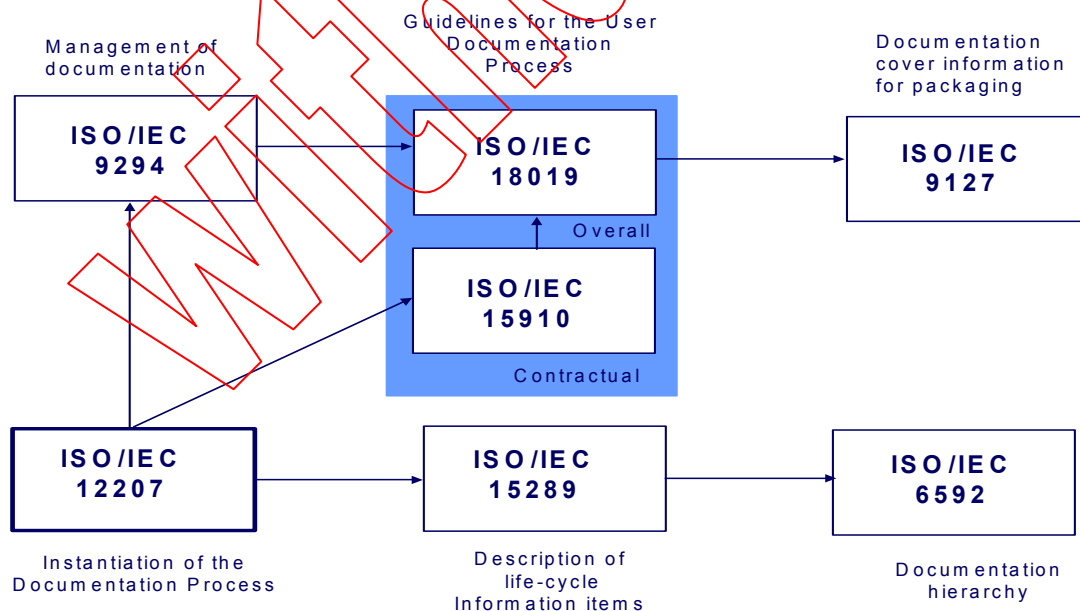 Guidelines for the User
Documentation
Process
Management of
documentation
Documentation
cover information
for packaging
ISO/IEC
9294
ISO/IEC
18019
ISO/IEC
9127
Overall
ISO/IEC
15910
Contractual
ISO/IEC
12207
ISO/IEC
15289
ISO/IEC
6592
Instantiation of the
Documentation Process
Description of
life-cycle
Information items
Documentation
hierarchy